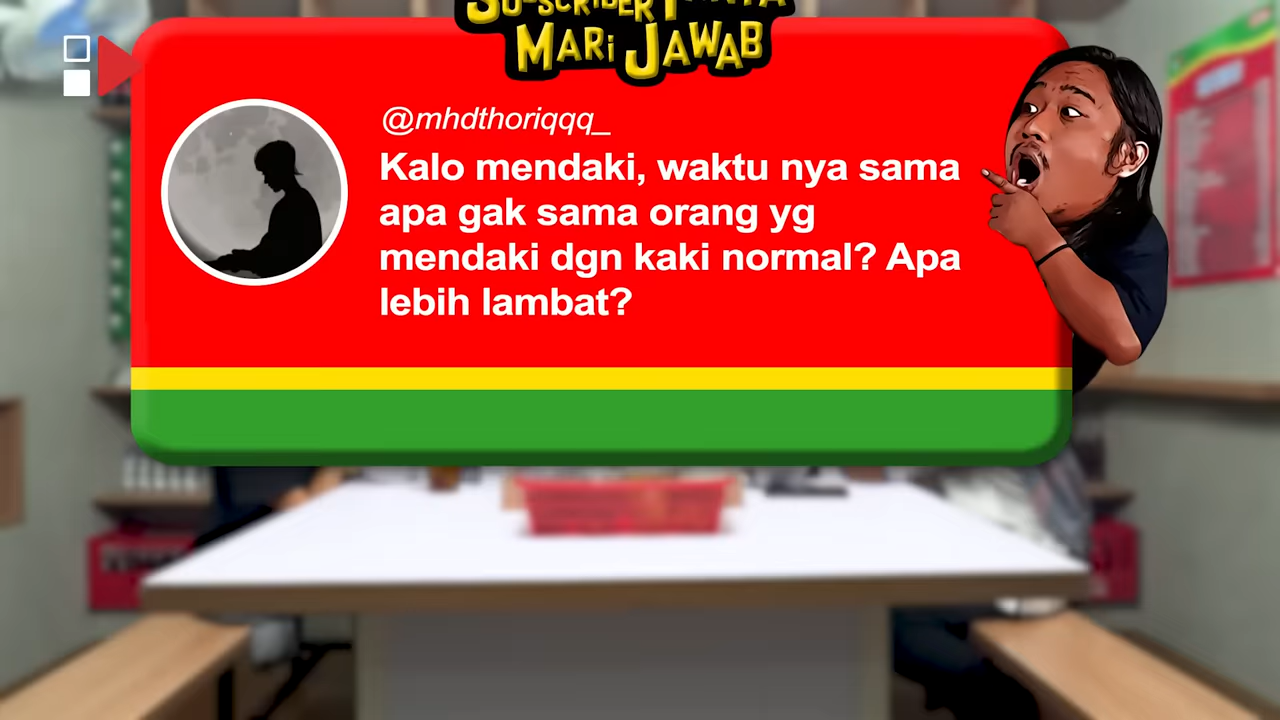 MARi JAWAB
@mhdthoriqqq_
Kalo mendaki, waktu nya sama
apa gak sama orang yg
mendaki dgn kaki normal? Apa
lebih lambat?